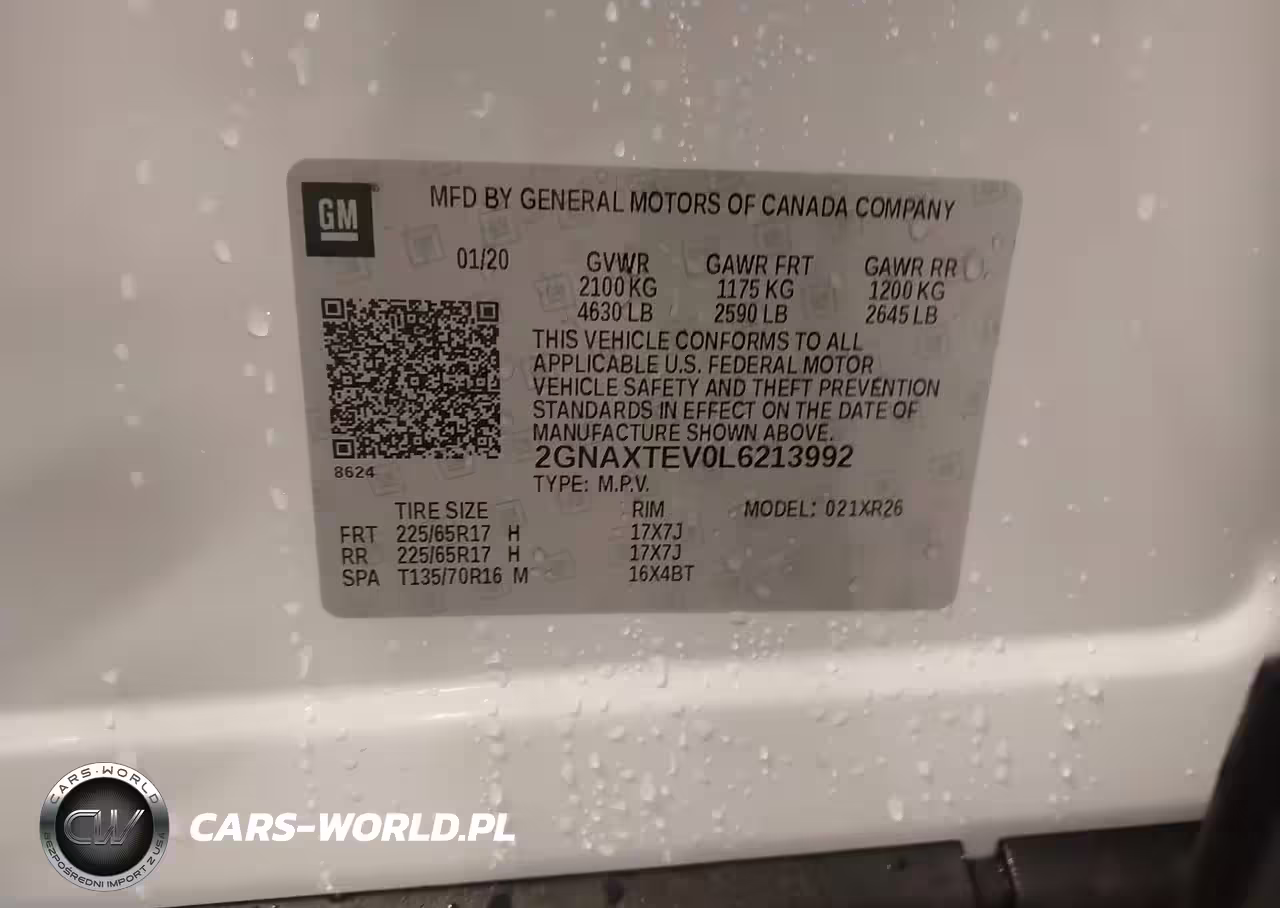 GM
MFD BY GENERAL MOTORS OF CANADA COMPANY
01/20 GVWR GAWR FRT GAWR RR
2100 KG 1175 KG 1200 KG
4630 LB 2590 LB 2645 LB
THIS VEHICLE CONFORMS TO ALL
APPLICABLE U.S. FEDERAL MOTOR
VEHICLE SAFETY AND THEFT PREVENTION
STANDARDS IN EFFECT ON THE DATE OF
MANUFACTURE SHOWN ABOVE.
2GNAXTEV0L6213992
8624
TYPE: M.P.V.
TIRE SIZE RIM MODEL: 021XR26
FRT 225/65R17 H 17X7J
RR 225/65R17 H 17X7J
SPA T135/70R16 M 16X4BT
CARS-WORLD
CW
BEZPOŚREDNI IMPORT Z USA
CARS-WORLD.PL